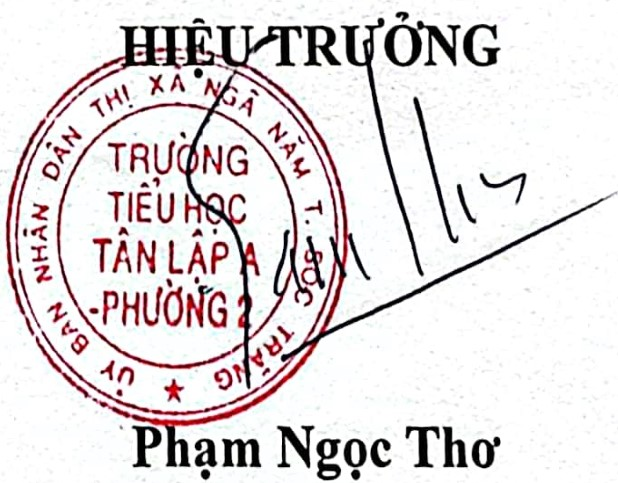 HIỆU TRƯỞNG
ỦY BAN NHÂN DÂN THỊ XÃ NGÃ NĂM T. SÓC TRĂNG
TRƯỜNG
TIỂU HỌC
TÂN LẬP A
-PHƯỜNG 2
Phạm Ngọc Thơ